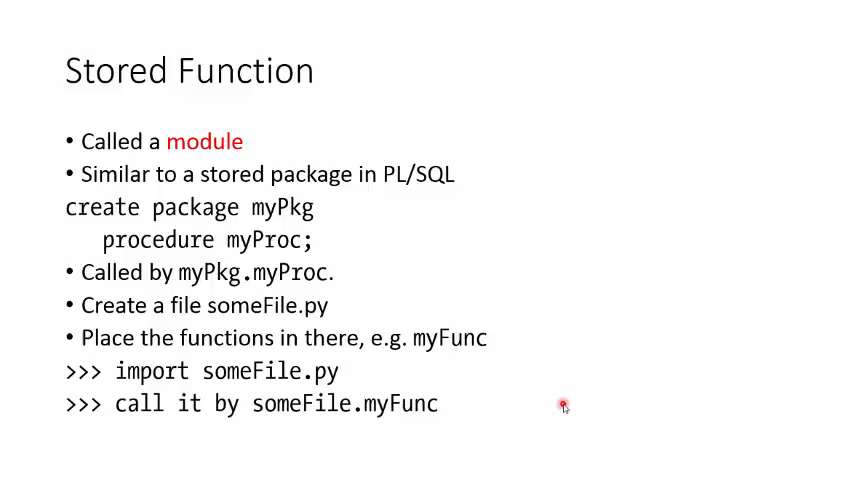 Stored Function
• Called a module
• Similar to a stored package in PL/SQL
create package myPkg
procedure myProc;
• Called by myPkg.myProc.
• Create a file someFile.py
• Place the functions in there, e.g. myFunc
>>> import someFile.py
>>> call it by someFile.myFunc